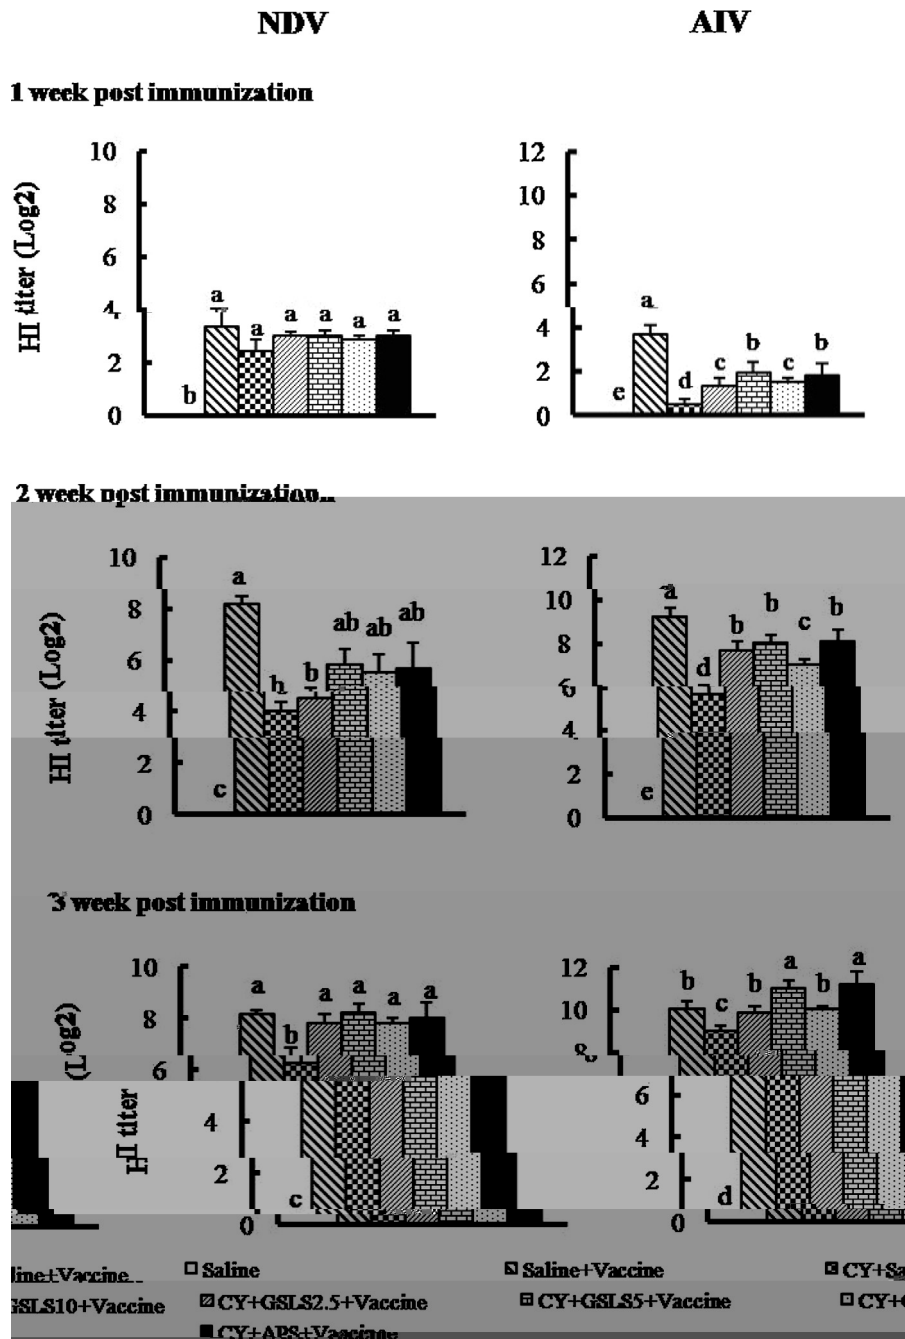 NDV AIV
1 week post immunization
10 12
a 10
8 8
HI titer (Log2) 6 6
4 a a a a a a 4 a
2 2 b c b c b
b e d
0 0
2 week post immunization
10 12
a 10 a
8 8 b b c b
HI titer (Log2) 6 ab ab ab 6 d
4 b b 4
2 2
c e
0 0
3 week post immunization
10 12 b c b a b a
8 a b a a a a 10
(Log2) 6 8
HI titer 4 6
4
2 2
c d
0 0
Saline Saline+Vaccine
+Vaccine CY+GSLS2.5+Vaccine CY+GSLS5+Vaccine